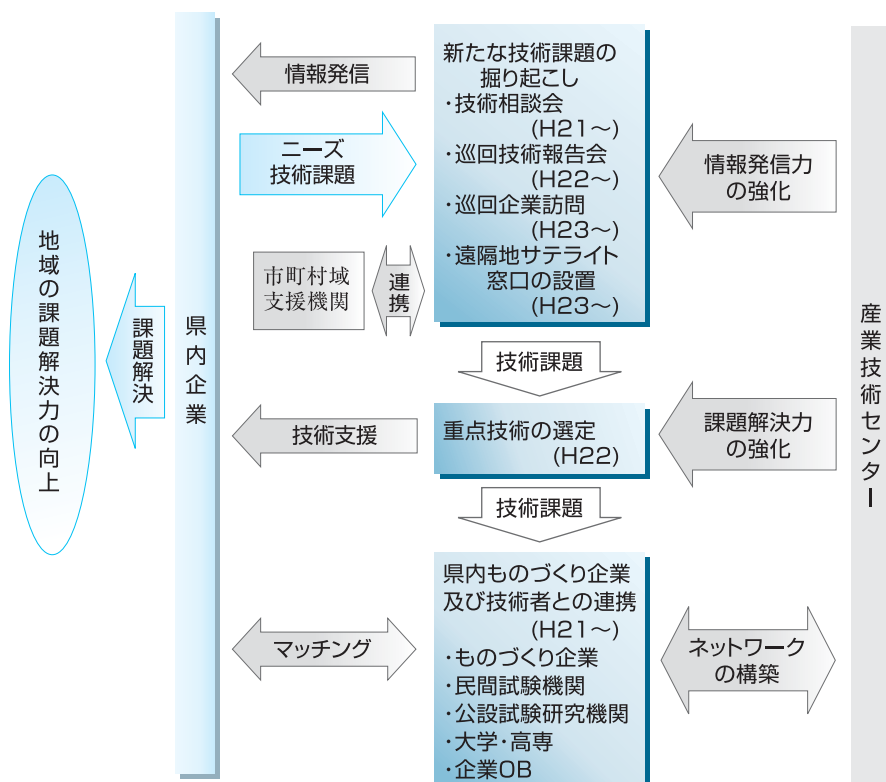 地域の課題解決力の向上
課題解決
県内企業
情報発信
ニーズ
技術課題
市町村域
支援機関
連携
技術支援
マッチング
新たな技術課題の
掘り起こし
・技術相談会
(H21～)
・巡回技術報告会
(H22～)
・巡回企業訪問
(H23～)
・遠隔地サテライト
窓口の設置
(H23～)
技術課題
重点技術の選定
(H22)
技術課題
県内ものづくり企業
及び技術者との連携
(H21～)
・ものづくり企業
・民間試験機関
・公設試験研究機関
・大学・高専
・企業OB
情報発信力
の強化
課題解決力
の強化
ネットワーク
の構築
産業技術センター